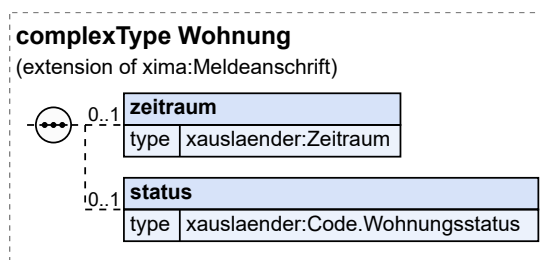 complexType Wohnung
(extension of xima:Meldeanschrift)
0..1 zeitraum
type xauslaender:Zeitraum
0..1 status
type xauslaender:Code.Wohnungsstatus